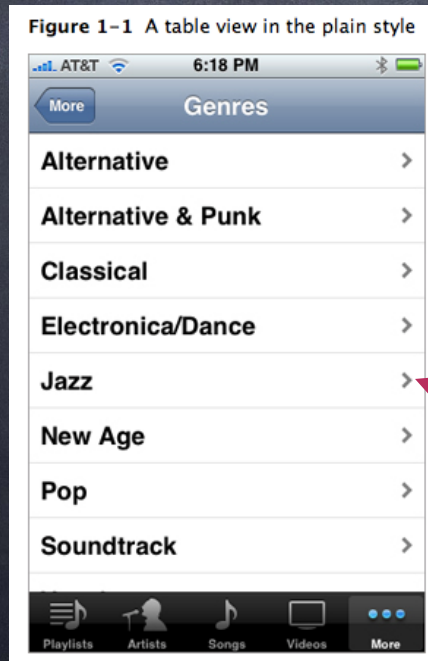 Figure 1-1 A table view in the plain style
AT&T 6:18 PM
More Genres
Alternative
Alternative & Punk
Classical
Electronica/Dance
Jazz
New Age
Pop
Soundtrack
Playlists Artists Songs Videos More